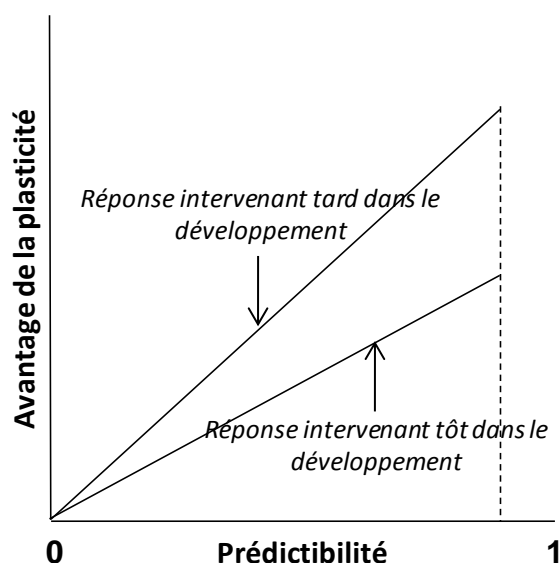 Avantage de la plasticité
Réponse intervenant tard dans le
développement
Réponse intervenant tôt dans le
développement
0
Prédictibilité
1